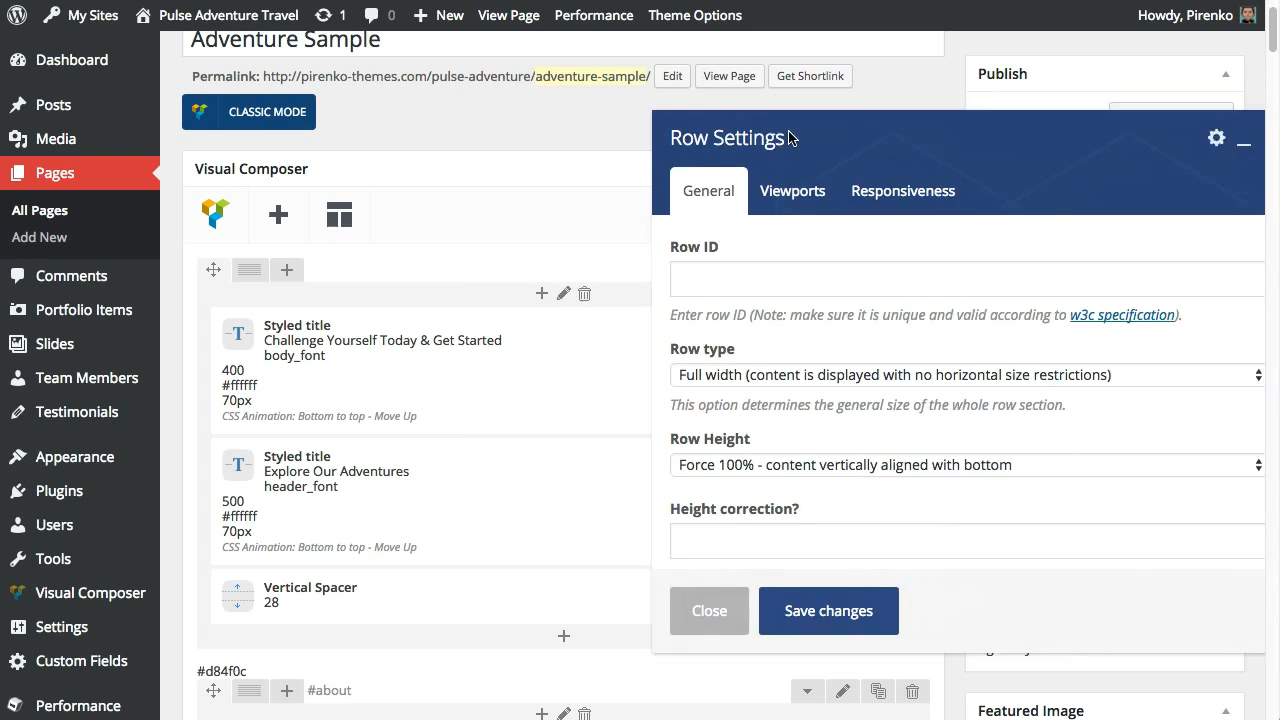 My Sites
Pulse Adventure Travel
1
0
New
View Page
Performance
Theme Options
Howdy, Pirenko
Dashboard
Posts
Media
Pages
All Pages
Add New
Comments
Portfolio Items
Slides
Team Members
Testimonials
Appearance
Plugins
Users
Tools
Visual Composer
Settings
Custom Fields
Performance
Adventure Sample
Permalink: http://pirenko-themes.com/pulse-adventure/adventure-sample/
Edit
View Page
Get Shortlink
CLASSIC MODE
Visual Composer
Styled title
Challenge Yourself Today & Get Started
body_font
400
#ffffff
70px
CSS Animation: Bottom to top - Move Up
Styled title
Explore Our Adventures
header_font
500
#ffffff
70px
CSS Animation: Bottom to top - Move Up
Vertical Spacer
28
#d84f0c
#about
Publish
Row Settings
General
Viewports
Responsiveness
Row ID
Enter row ID (Note: make sure it is unique and valid according to w3c specification).
Row type
Full width (content is displayed with no horizontal size restrictions)
This option determines the general size of the whole row section.
Row Height
Force 100% - content vertically aligned with bottom
Height correction?
Close
Save changes
Featured Image